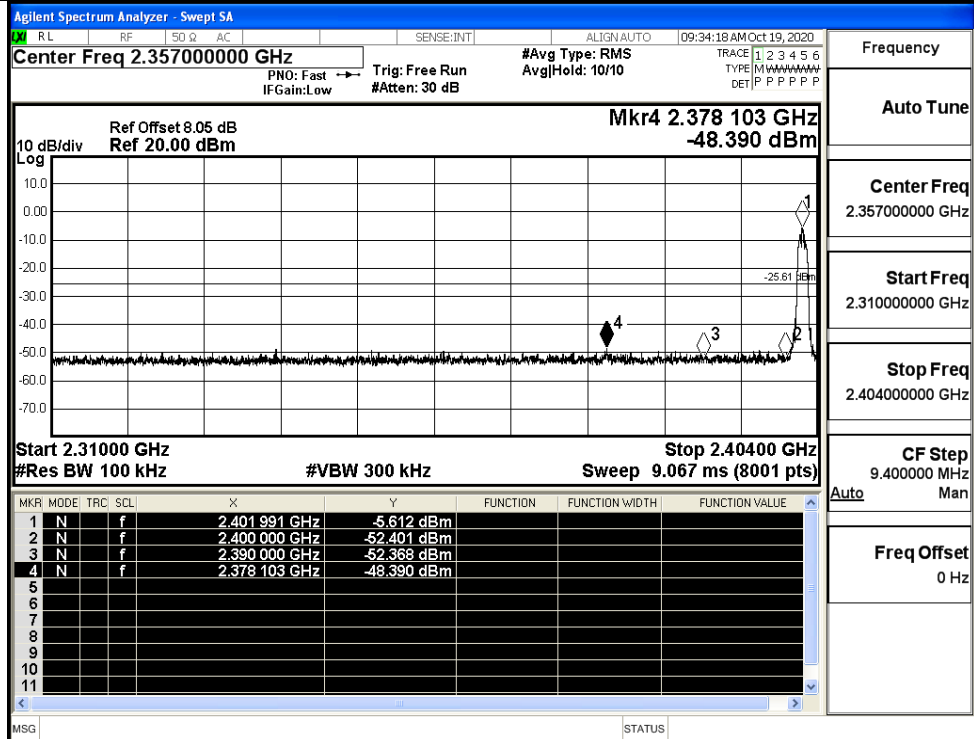 Agilent Spectrum Analyzer - Swept SA
LXI RL RF 50 Ω AC SENSE:INT ALIGNAUTO 09:34:18 AM Oct 19, 2020
Center Freq 2.357000000 GHz
PNO: Fast
IFGain:Low
Trig: Free Run
#Atten: 30 dB
#Avg Type: RMS
Avg|Hold: 10/10
TRACE 1 2 3 4 5 6
TYPE M W W W W W
DET P P P P P P
Frequency
Auto Tune
Center Freq
2.357000000 GHz
Start Freq
2.310000000 GHz
Stop Freq
2.404000000 GHz
CF Step
9.400000 MHz
Auto Man
Freq Offset
0 Hz
Mkr4 2.378 103 GHz
-48.390 dBm
Ref Offset 8.05 dB
10 dB/div Ref 20.00 dBm
Log
10.0
0.00
-10.0
-20.0
-30.0
-40.0
-50.0
-60.0
-70.0
1
-25.61 dBm
4
3
2
Start 2.31000 GHz Stop 2.40400 GHz
#Res BW 100 kHz #VBW 300 kHz Sweep 9.067 ms (8001 pts)
MKR MODE TRC SCL X Y FUNCTION FUNCTION WIDTH FUNCTION VALUE
1 N f 2.401 991 GHz -5.612 dBm
2 N f 2.400 000 GHz -52.401 dBm
3 N f 2.390 000 GHz -52.368 dBm
4 N f 2.378 103 GHz -48.390 dBm
5
6
7
8
9
10
11
MSG STATUS